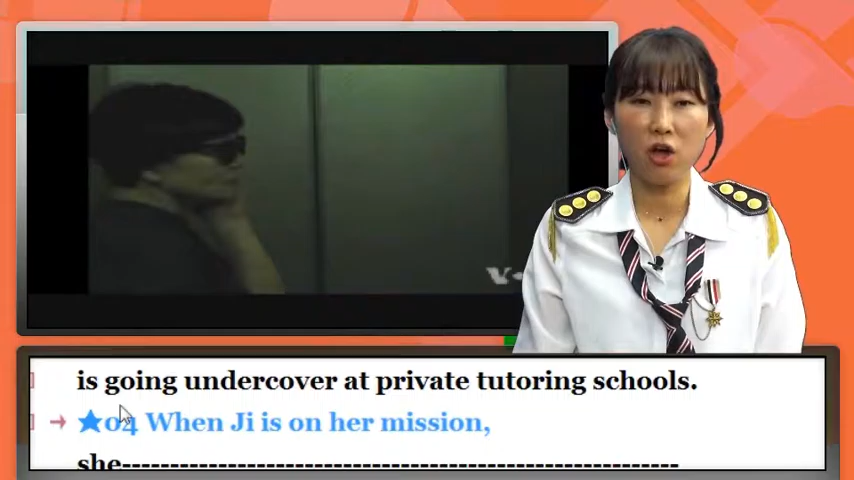 is going undercover at private tutoring schools.
→ ★04 When Ji is on her mission,
she-----------------------------------------------------------